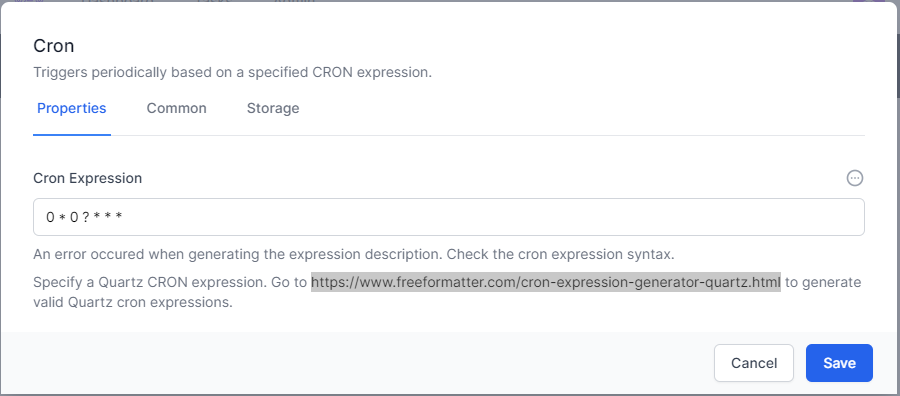 Cron
Triggers periodically based on a specified CRON expression.
Properties Common Storage
Cron Expression
0 * 0 ? * * *
An error occured when generating the expression description. Check the cron expression syntax.
Specify a Quartz CRON expression. Go to https://www.freeformatter.com/cron-expression-generator-quartz.html to generate
valid Quartz cron expressions.
Cancel Save